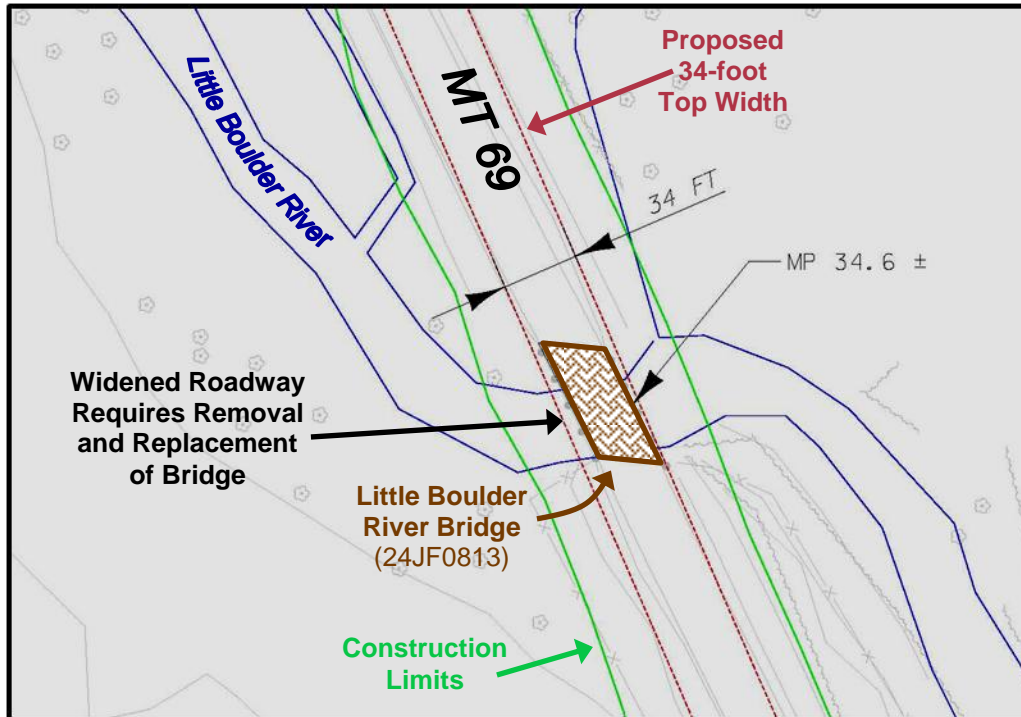 Proposed
34-foot
Top Width
Little Boulder River
MT 69
34 FT
MP 34.6 ±
Widened Roadway
Requires Removal
and Replacement
of Bridge
Little Boulder
River Bridge
(24JF0813)
Construction
Limits